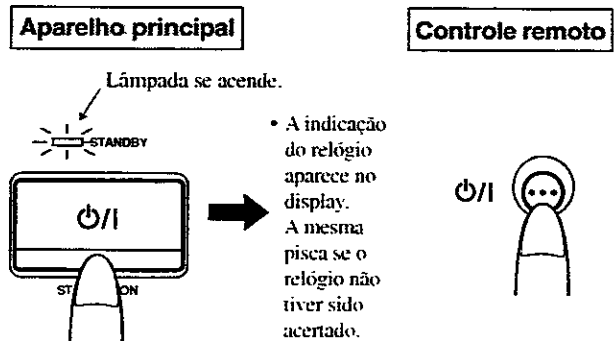 Aparelho principal
Controle remoto
Lâmpada se acende.
STANDBY
⏻/I
• A indicação
do relógio
aparece no
display.
A mesma
pisca se o
relógio não
tiver sido
acertado.
⏻/I